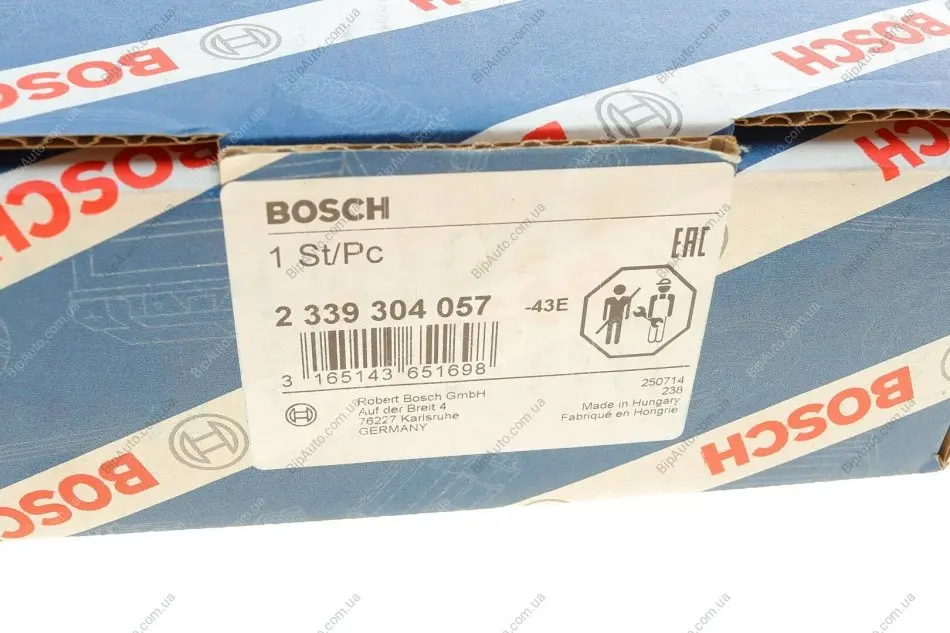 BOSCH
BOSCH
BOSCH
BOSCH
BOSCH
1 St/Pc
EAC
2 339 304 057 -43E
3 165143 651698
Robert Bosch GmbH
Auf der Breit 4
76227 Karlsruhe
GERMANY
250714
238
Made in Hungary
Fabriqué en Hongrie
BOSCH
BOSCH
BipAuto.com.ua